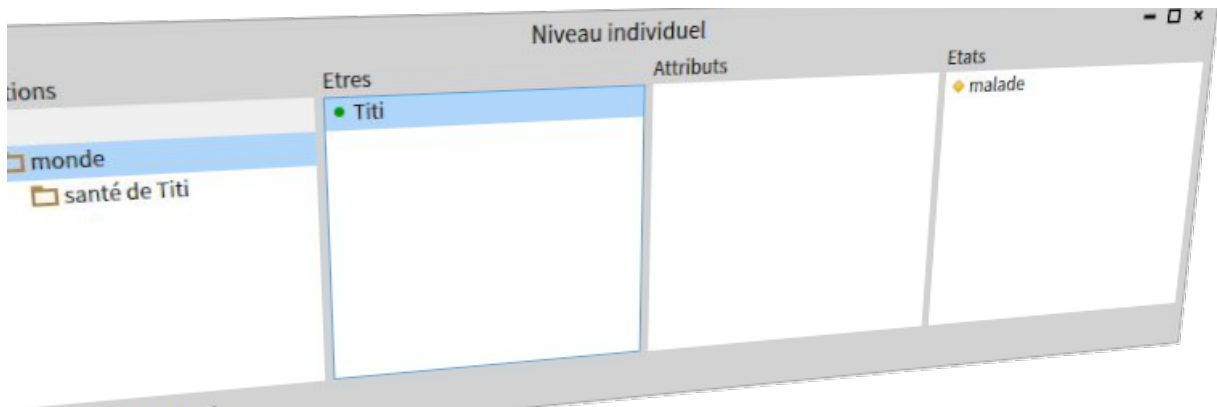 Niveau individuel
tions
Etres
Attributs
Etats
monde
santé de Titi
Titi
malade